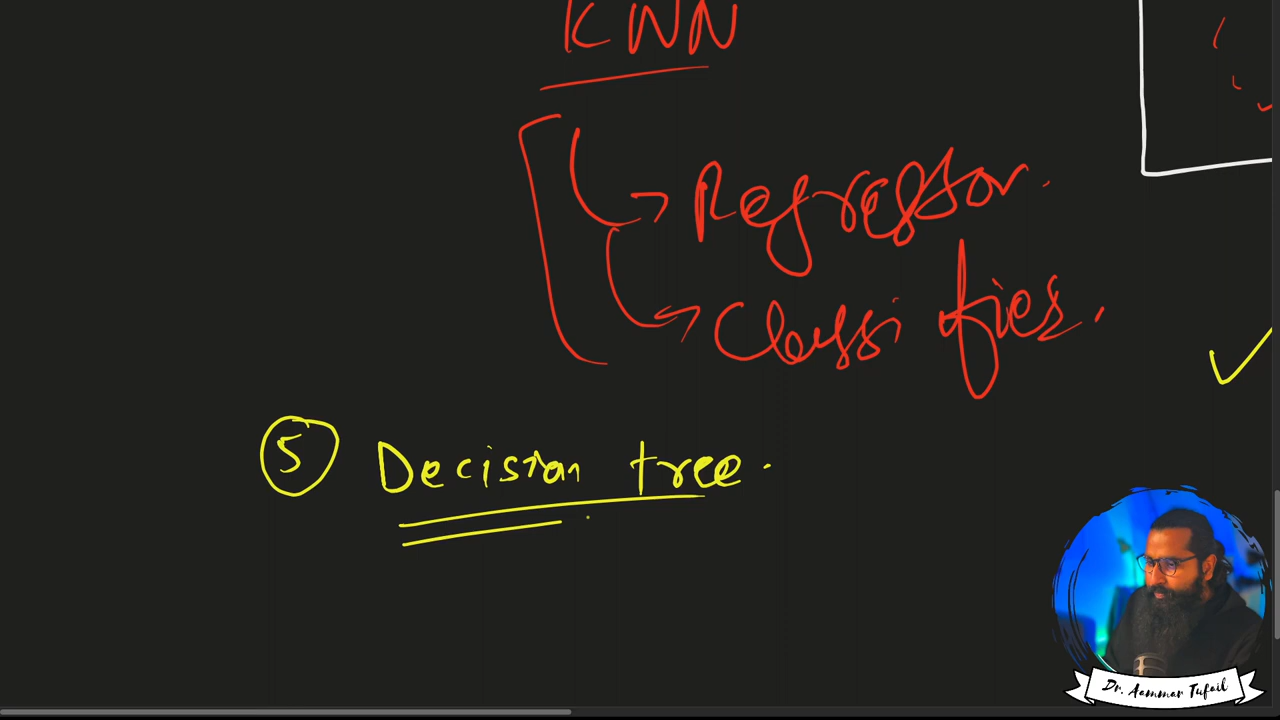 KNN
Regressor.
Classifier.
5 Decision tree.
Dr. Aammar Tufail